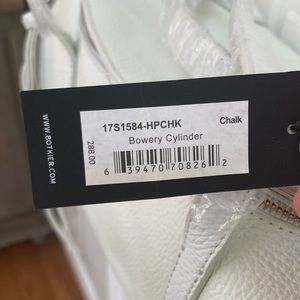 17S1584-HPCHK Chalk
Bowery Cylinder
288.00
6 39470 70826 2
WWW.BOTKIER.COM